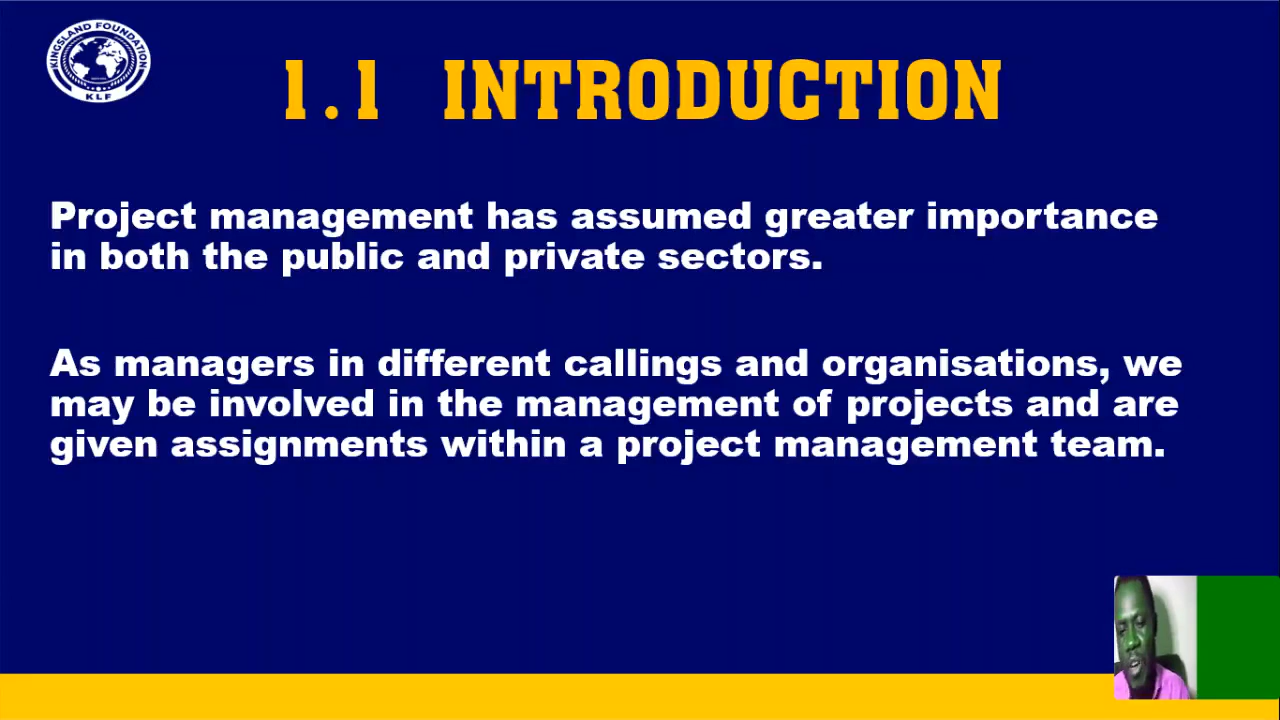 KINGSLAND FOUNDATION
KLF
1.1 INTRODUCTION
Project management has assumed greater importance
in both the public and private sectors.
As managers in different callings and organisations, we
may be involved in the management of projects and are
given assignments within a project management team.